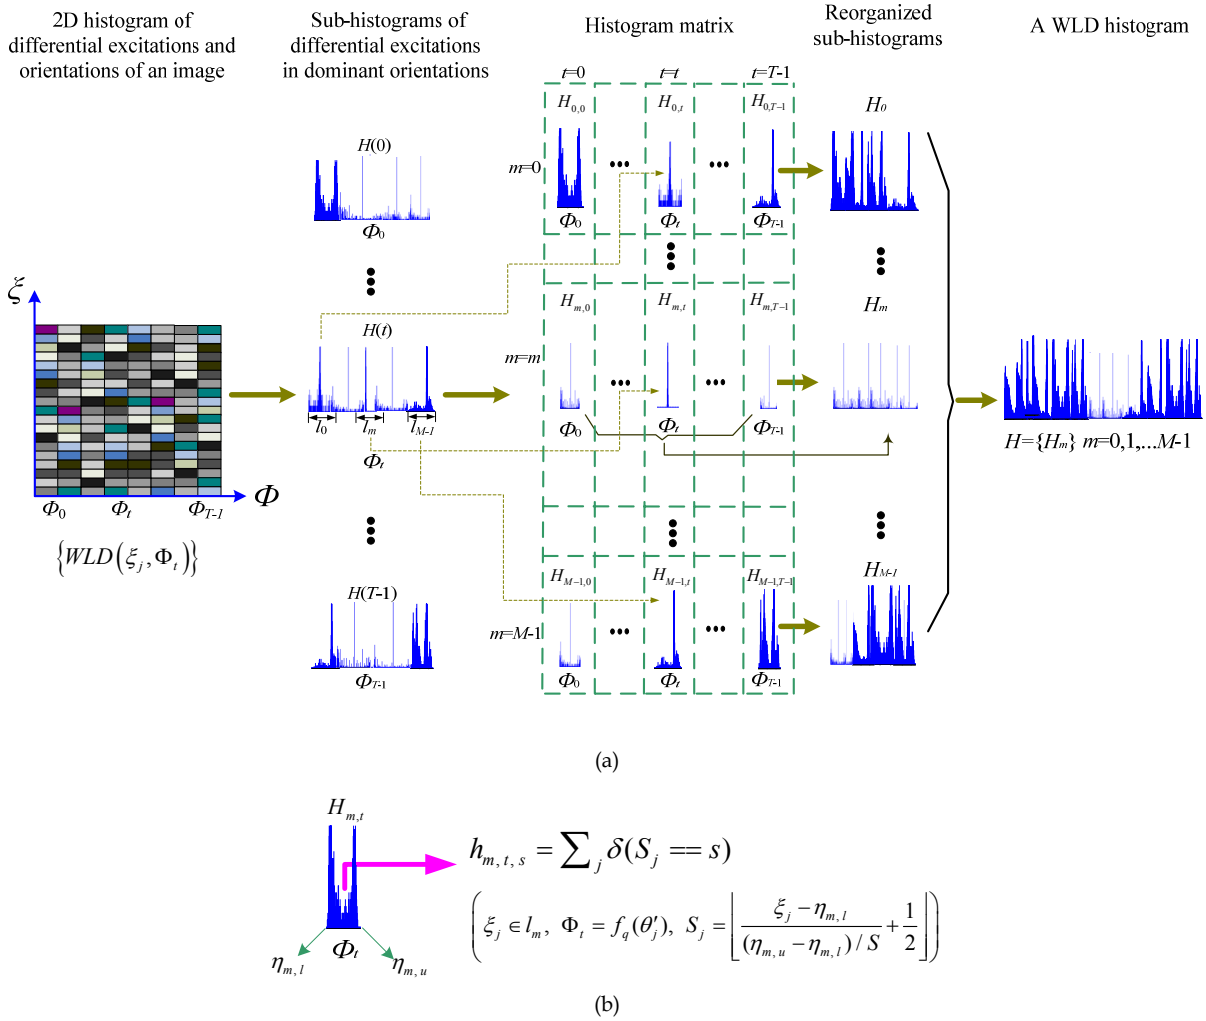 2D histogram of
differential excitations and
orientations of an image
Sub-histograms of
differential excitations
in dominant orientations
Histogram matrix
Reorganized
sub-histograms
A WLD histogram
t=0
t=t
t=T-1
H(0)
Φ0
H0,0
H0,t
H0,T−1
m=0
Φ0
Φt
ΦT-1
H0
ξ
Φ
Φ0
Φt
ΦT-1
{WLD(ξj, Φt)}
H(t)
l0
lm
lM-1
Φt
Hm,0
Hm,t
Hm,T−1
m=m
Φ0
Φt
ΦT-1
Hm
H={Hm} m=0,1,...M-1
H(T-1)
ΦT-1
HM−1,0
HM−1,t
HM−1,T−1
m=M-1
Φ0
Φt
ΦT-1
HM-1
(a)
Hm,t
Φt
ηm, l
ηm, u
hm, t, s = ∑j δ(Sj == s)
(ξj ∈ lm, Φt = fq(θ′j), Sj = ⌊(ξj − ηm, l)/((ηm, u − ηm, l) / S) + 1/2⌋)
(b)